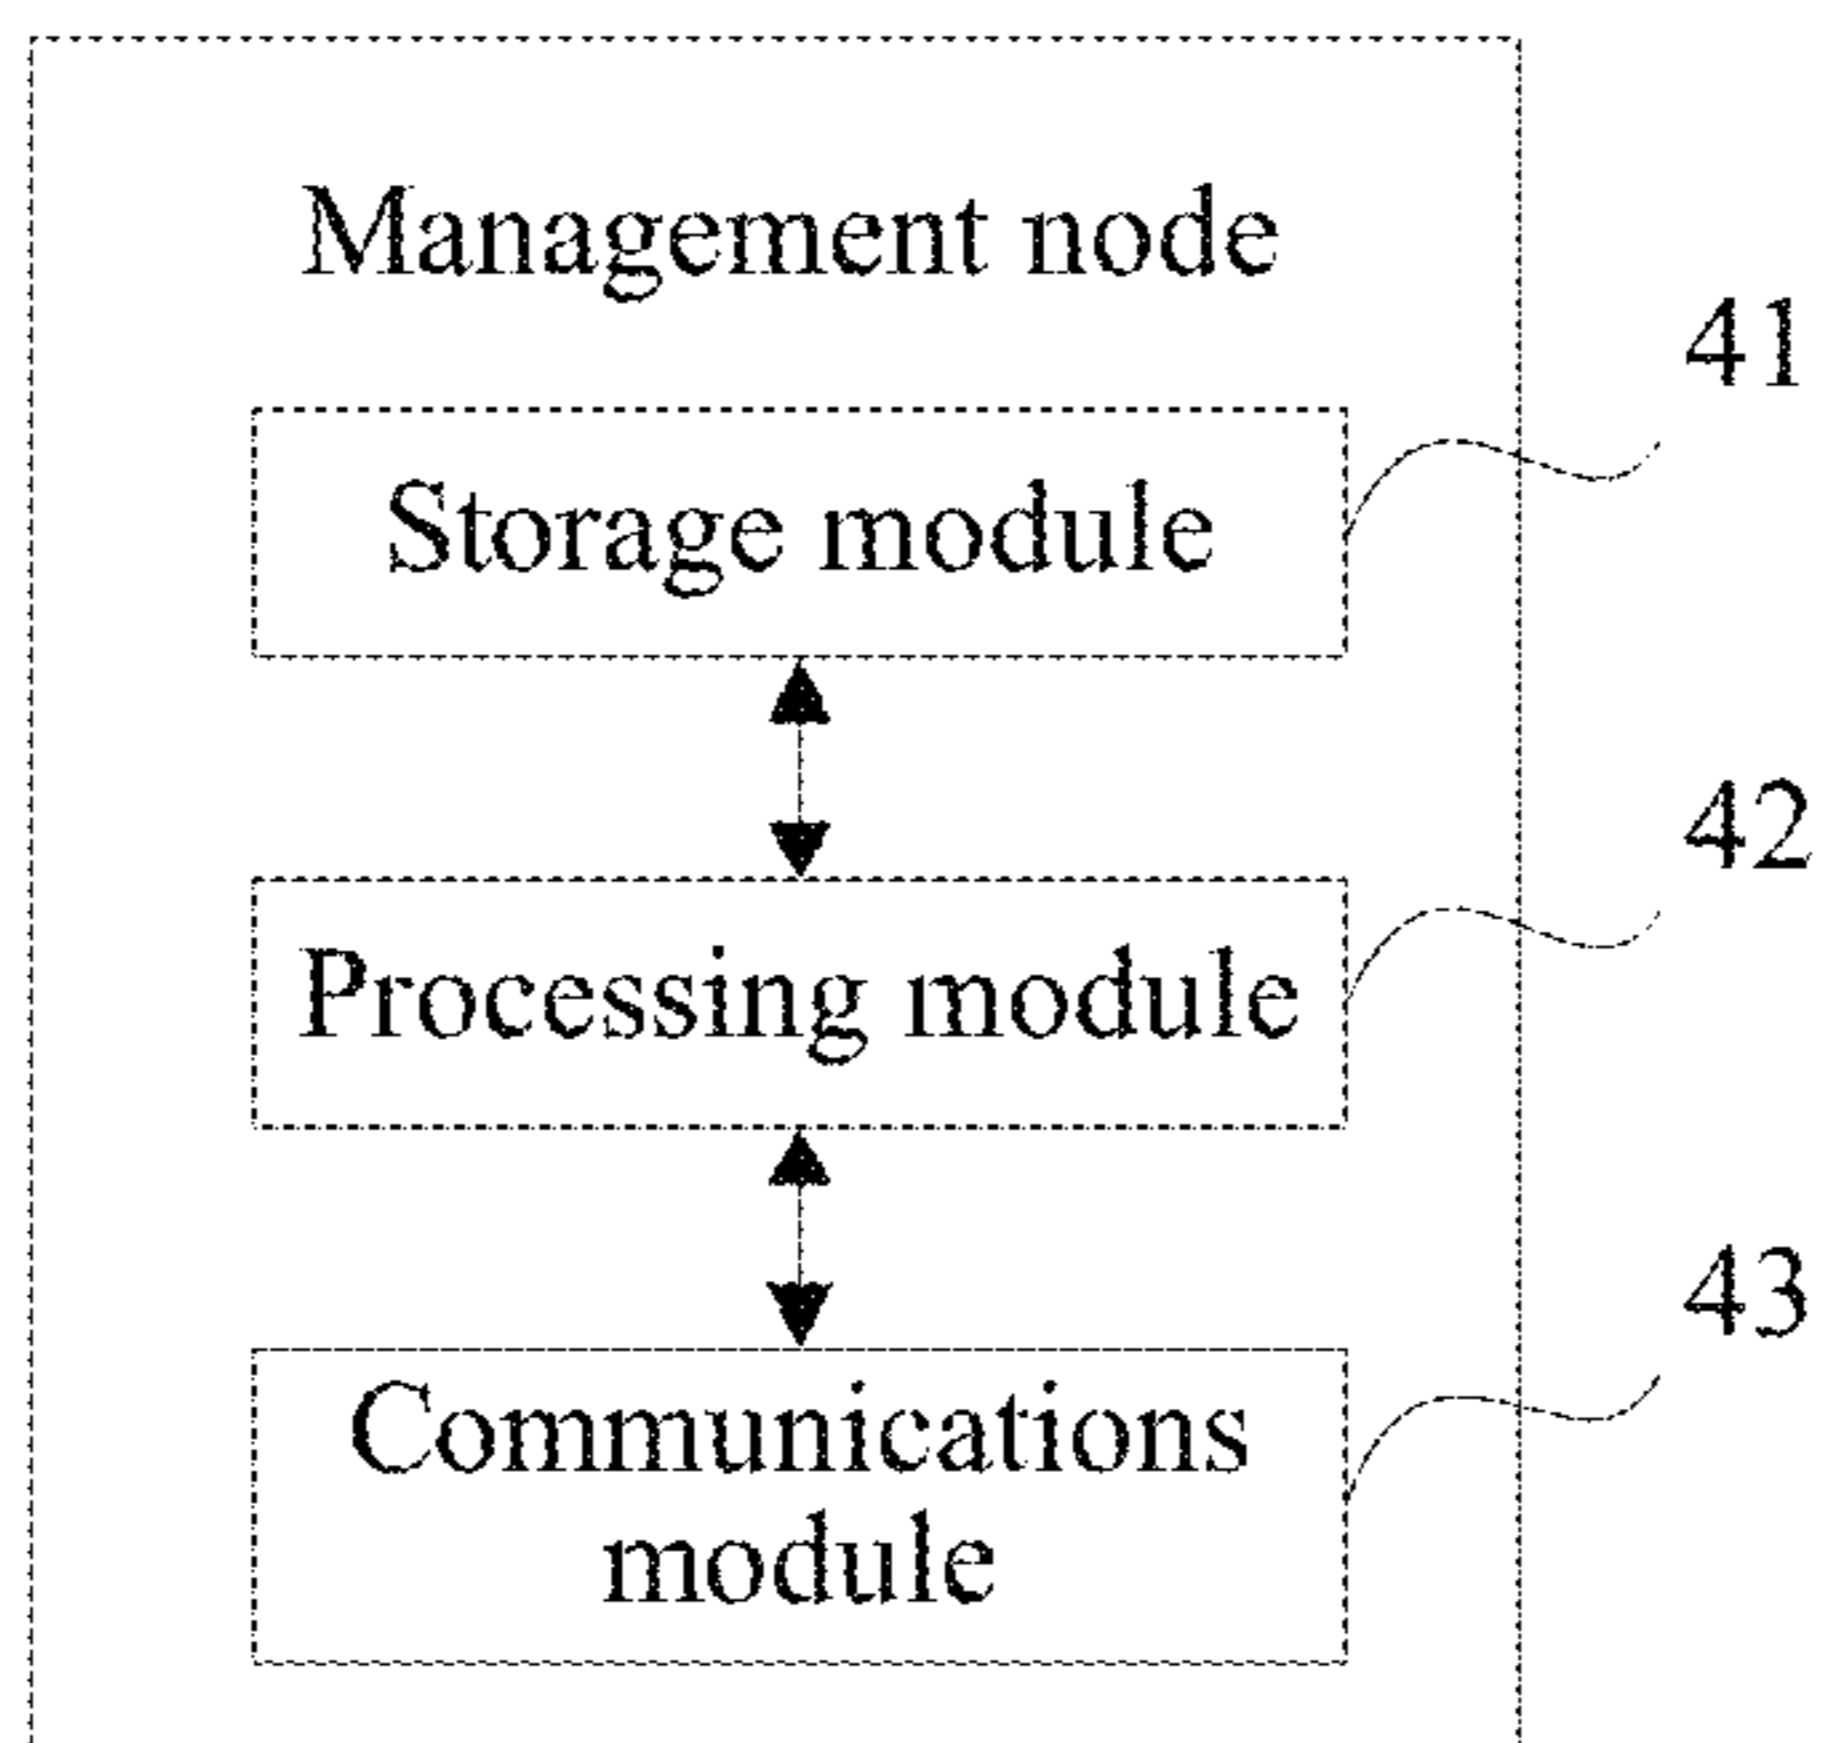 Management node
41
Storage module
42
Processing module
43
Communications
module